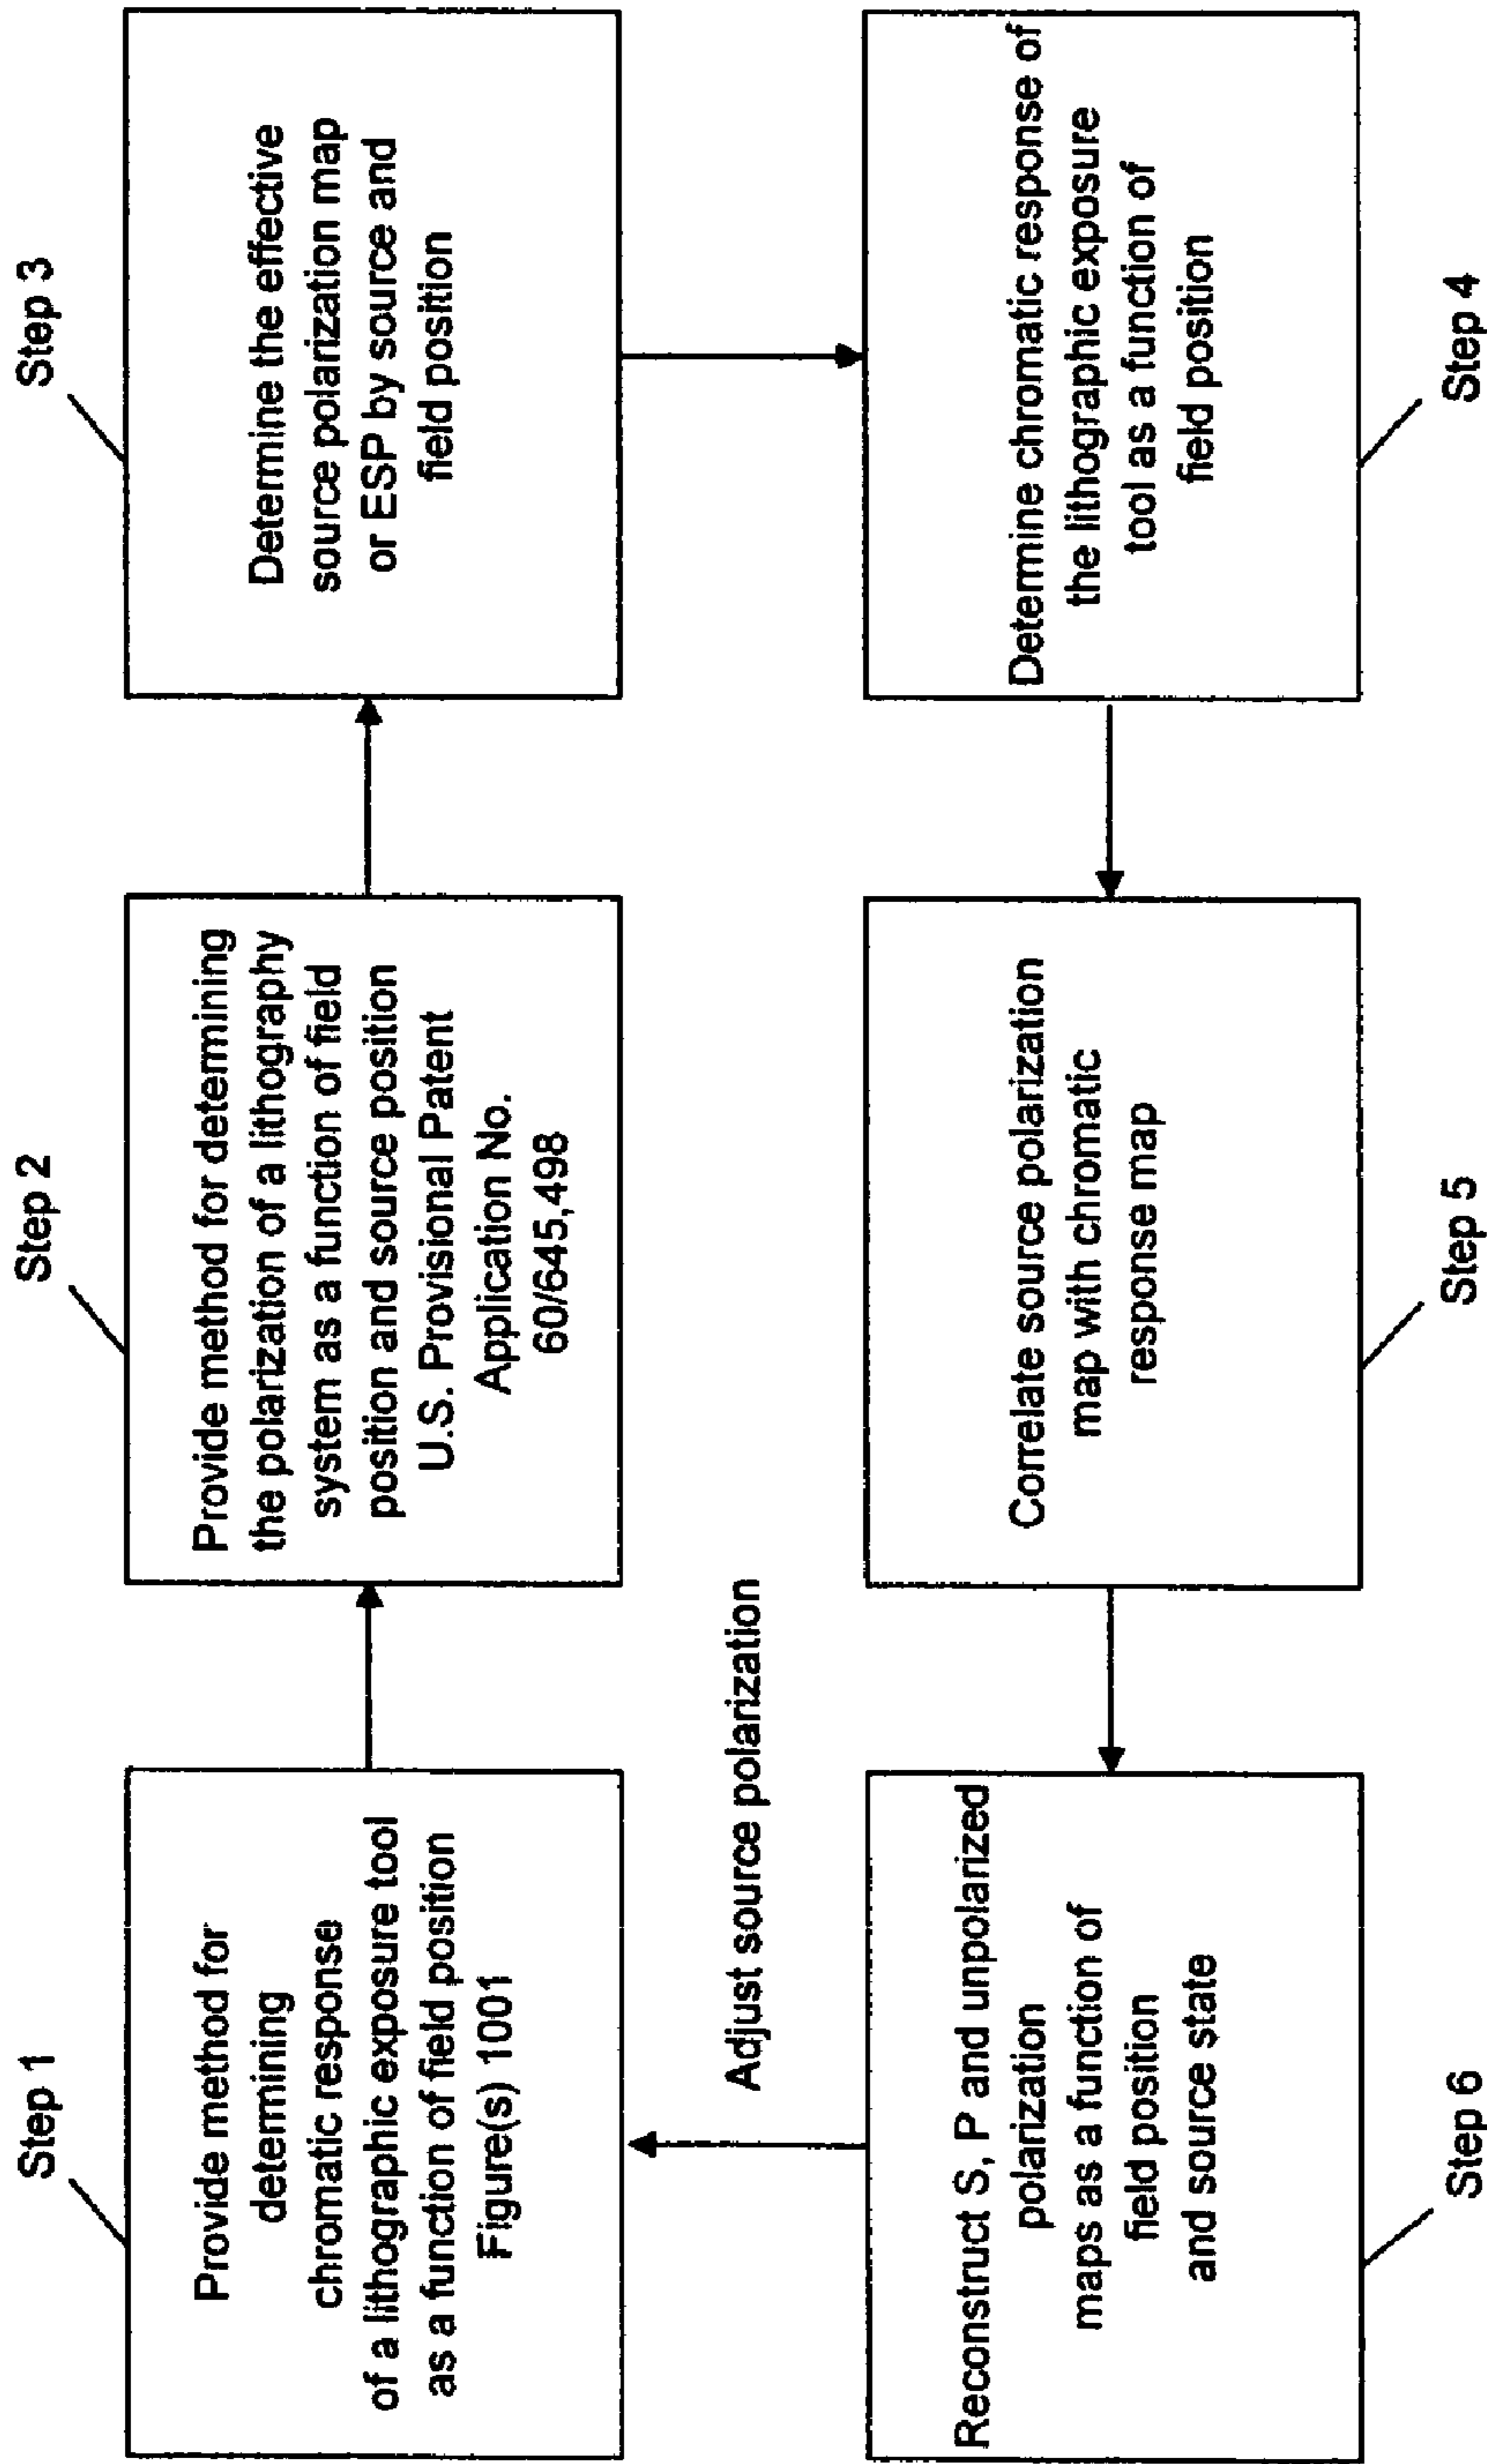 Step 1
Provide method for
determining
chromatic response
of a lithographic exposure tool
as a function of field position
Figure(s) 1001
Step 2
Provide method for determining
the polarization of a lithography
system as a function of field
position and source position
U.S. Provisional Patent
Application No.
60/645,498
Step 3
Determine the effective
source polarization map
or ESP by source and
field position
Determine chromatic response of
the lithographic exposure
tool as a function of
field position
Step 4
Correlate source polarization
map with chromatic
response map
Step 5
Reconstruct S, P and unpolarized
polarization
maps as a function of
field position
and source state
Step 6
Adjust source polarization